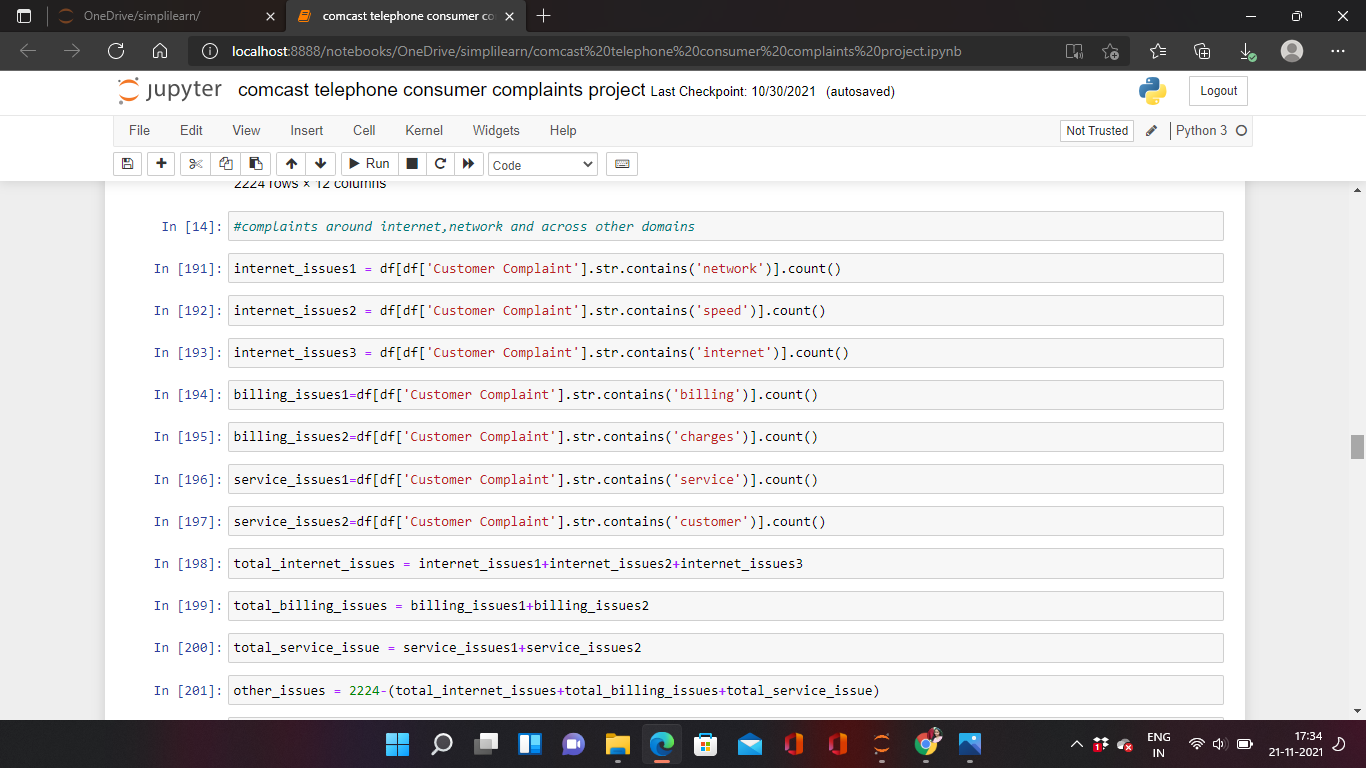 OneDrive/simplilearn/
comcast telephone consumer co
localhost:8888/notebooks/OneDrive/simplilearn/comcast%20telephone%20consumer%20complaints%20project.ipynb
jupyter comcast telephone consumer complaints project Last Checkpoint: 10/30/2021 (autosaved)
Logout
File Edit View Insert Cell Kernel Widgets Help
Not Trusted Python 3
Run Code
2224 rows × 12 columns
In [14]: #complaints around internet,network and across other domains
In [191]: internet_issues1 = df[df['Customer Complaint'].str.contains('network')].count()
In [192]: internet_issues2 = df[df['Customer Complaint'].str.contains('speed')].count()
In [193]: internet_issues3 = df[df['Customer Complaint'].str.contains('internet')].count()
In [194]: billing_issues1=df[df['Customer Complaint'].str.contains('billing')].count()
In [195]: billing_issues2=df[df['Customer Complaint'].str.contains('charges')].count()
In [196]: service_issues1=df[df['Customer Complaint'].str.contains('service')].count()
In [197]: service_issues2=df[df['Customer Complaint'].str.contains('customer')].count()
In [198]: total_internet_issues = internet_issues1+internet_issues2+internet_issues3
In [199]: total_billing_issues = billing_issues1+billing_issues2
In [200]: total_service_issue = service_issues1+service_issues2
In [201]: other_issues = 2224-(total_internet_issues+total_billing_issues+total_service_issue)
ENG
IN
17:34
21-11-2021